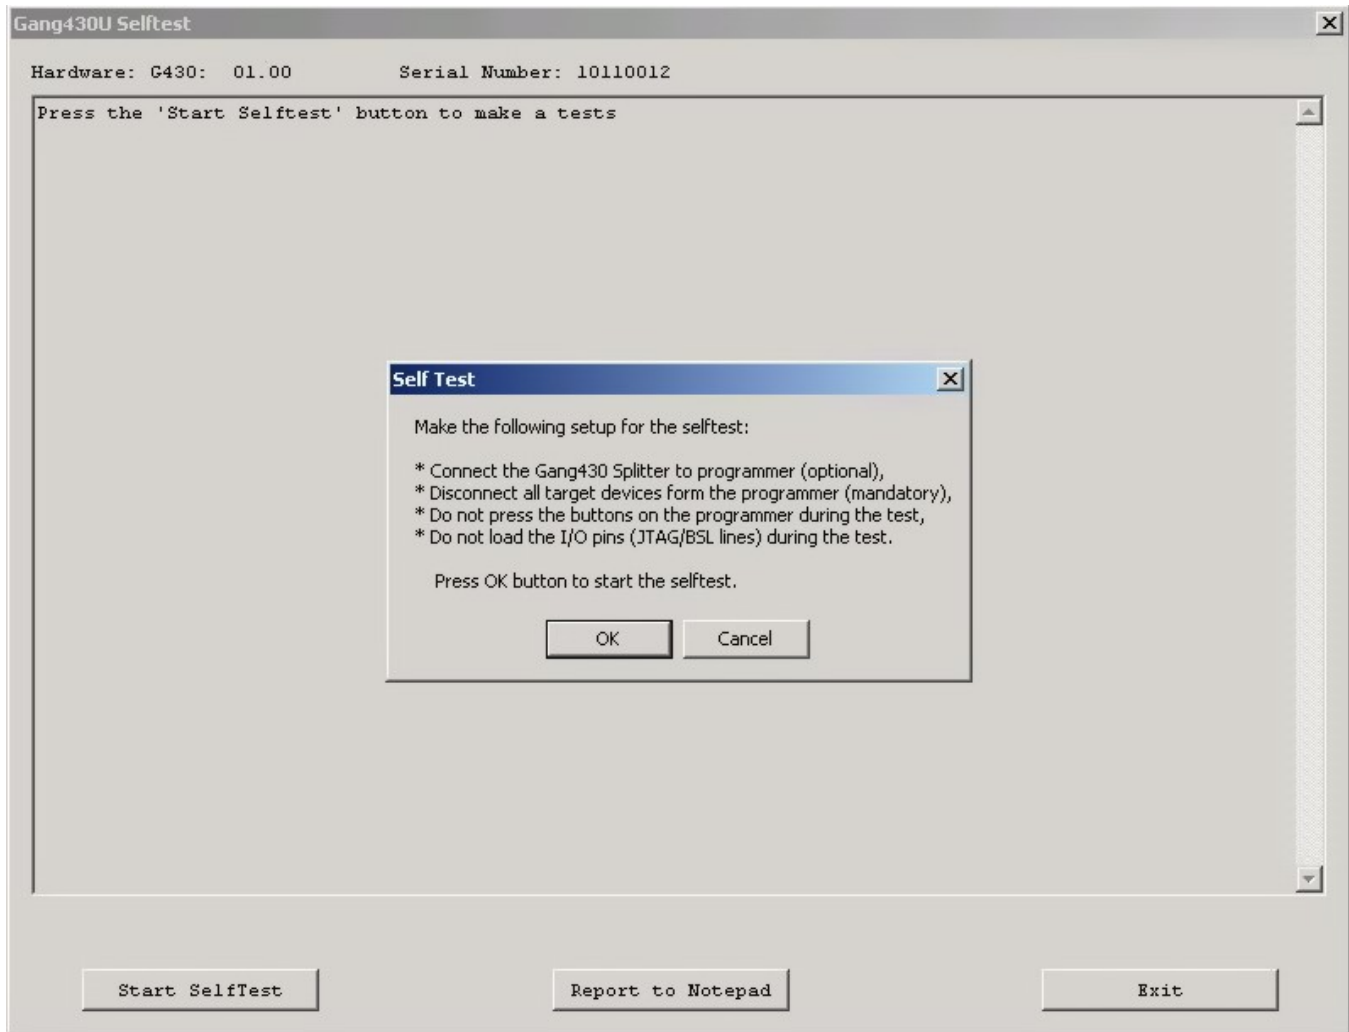 Gang430U Selftest
Hardware: G430:  01.00    Serial Number: 10110012
Press the 'Start Selftest' button to make a tests
Self Test
Make the following setup for the selftest:
* Connect the Gang430 Splitter to programmer (optional),
* Disconnect all target devices form the programmer (mandatory),
* Do not press the buttons on the programmer during the test,
* Do not load the I/O pins (JTAG/BSL lines) during the test.
Press OK button to start the selftest.
OK    Cancel
Start SelfTest    Report to Notepad    Exit